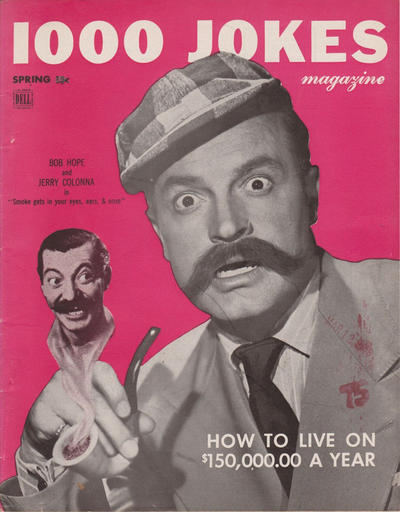 1000 JOKES
magazine
SPRING 15¢
DELL
BOB HOPE
and
JERRY COLONNA
in
"Smoke gets in your eyes, ears, & nose"
75
HOW TO LIVE ON
$150,000.00 A YEAR